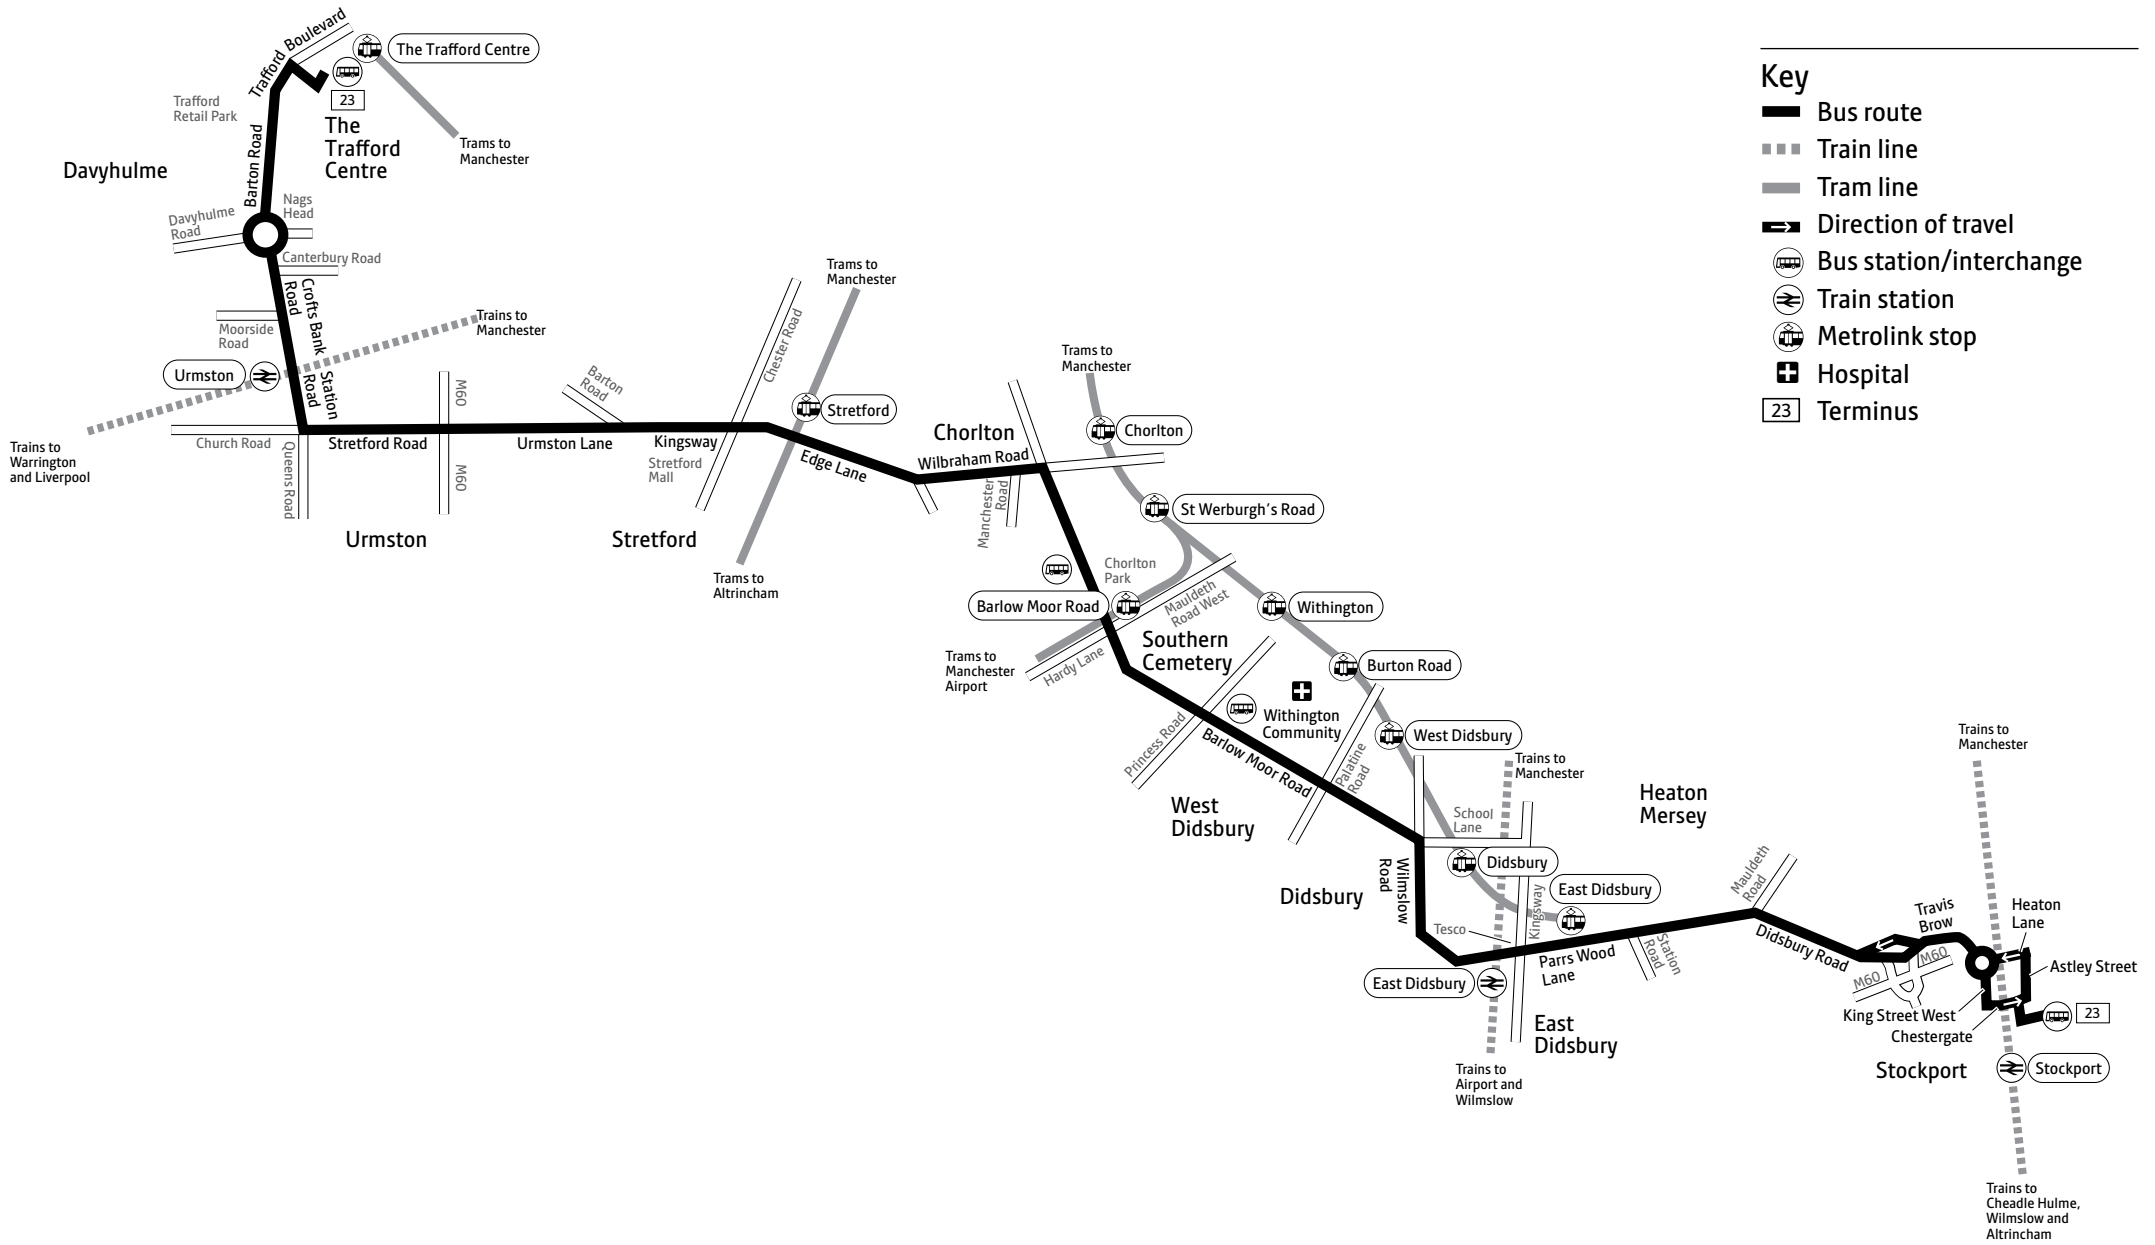 Trafford Boulevard
The Trafford Centre
23
The
Trafford
Centre
Trams to
Manchester
Trafford
Retail Park
Barton Road
Davyhulme
Nags
Head
Davyhulme
Road
Canterbury Road
Crofts Bank
Road
Moorside
Road
Trains to
Manchester
Urmston
Station
Road
Trains to
Warrington
and Liverpool
Church Road
Queens Road
Stretford Road
M60
M60
Urmston
Barton
Road
Urmston Lane
Kingsway
Stretford
Mall
Stretford
Chester Road
Trams to
Manchester
Stretford
Edge Lane
Trams to
Altrincham
Chorlton
Wilbraham Road
Manchester
Road
Trams to
Manchester
Chorlton
St Werburgh's Road
Chorlton
Park
Barlow Moor Road
Mauldeth
Road West
Hardy Lane
Trams to
Manchester
Airport
Southern
Cemetery
Withington
Burton Road
Withington
Community
Princess Road
Barlow Moor Road
Palatine
Road
West Didsbury
West
Didsbury
Trains to
Manchester
School
Lane
Didsbury
Didsbury
Wilmslow
Road
East Didsbury
Kingsway
Tesco
East Didsbury
Parrs Wood
Lane
Station
Road
East
Didsbury
Trains to
Airport and
Wilmslow
Heaton
Mersey
Mauldeth
Road
Didsbury Road
Travis
Brow
M60
M60
Trains to
Manchester
Heaton
Lane
Astley Street
King Street West
Chestergate
23
Stockport
Stockport
Trains to
Cheadle Hulme,
Wilmslow and
Altrincham
Key
Bus route
Train line
Tram line
Direction of travel
Bus station/interchange
Train station
Metrolink stop
Hospital
23 Terminus